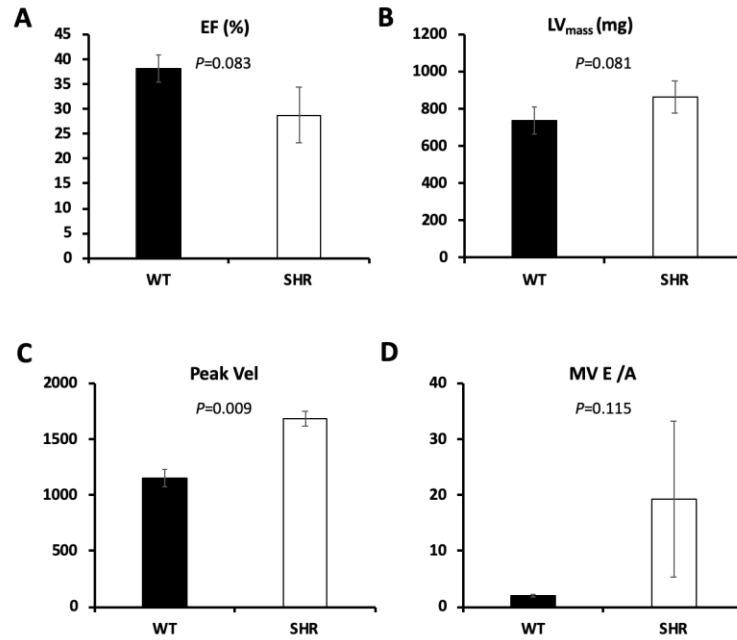 A
EF (%)
P=0.083
45
40
35
30
25
20
15
10
5
0
WT
SHR
B
LVmass (mg)
P=0.081
1200
1000
800
600
400
200
0
WT
SHR
C
Peak Vel
P=0.009
2000
1500
1000
500
0
WT
SHR
D
MV E /A
P=0.115
40
30
20
10
0
WT
SHR